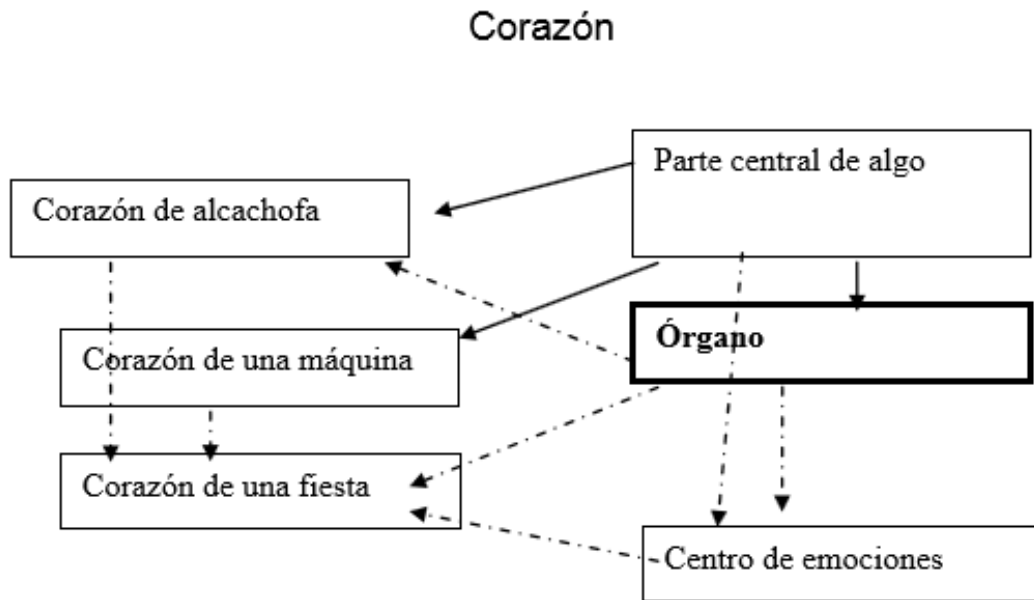 Corazón
Parte central de algo
Corazón de alcachofa
Órgano
Corazón de una máquina
Corazón de una fiesta
Centro de emociones